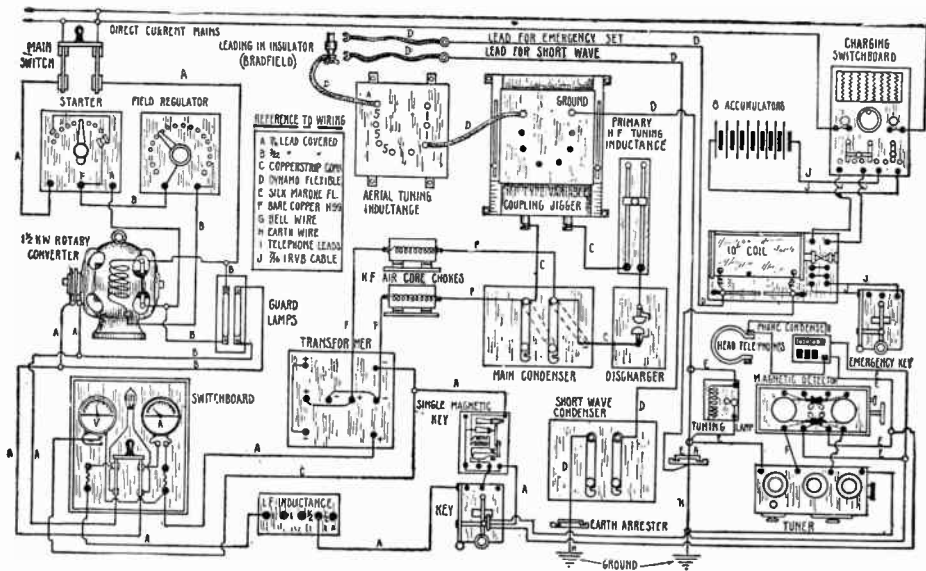 DIRECT CURRENT MAINS
MAIN
SWITCH
A
LEADING IN INSULATOR
(BRADFIELD)
D
LEAD FOR EMERGENCY SET
D
D
LEAD FOR SHORT WAVE
D
CHARGING
SWITCHBOARD
STARTER
FIELD REGULATOR
REFERENCE TO WIRING
A LEAD COVERED
B
C COPPERSTRIP CONN
D DYNAMO FLEXIBLE
E SILK MARONE FL.
F BARE COPPER
G BELL WIRE
H EARTH WIRE
I TELEPHONE LEADS
J IRVB CABLE
AERIAL TUNING
INDUCTANCE
D
GROUND
D
COUPLING JIGGER
PRIMARY
H F TUNING
INDUCTANCE
8 ACCUMULATORS
J
J
A
F
A
B
B
1½ KW ROTARY
CONVERTER
B
GUARD
LAMPS
A
A
B
B
H F AIR CORE CHOKES
P
P
C
C
C
F
F
10" COIL
J
EMERGENCY KEY
PHONE CONDENSER
HEAD TELEPHONES
MAGNETIC DETECTOR
TRANSFORMER
MAIN CONDENSER
DISCHARGER
SWITCHBOARD
V
A
A
A
A
C
A
SINGLE MAGNETIC
KEY
SHORT WAVE
CONDENSER
D
D
TUNING LAMP
E
E
TUNER
L F INDUCTANCE
A
KEY
A
EARTH ARRESTER
GROUND